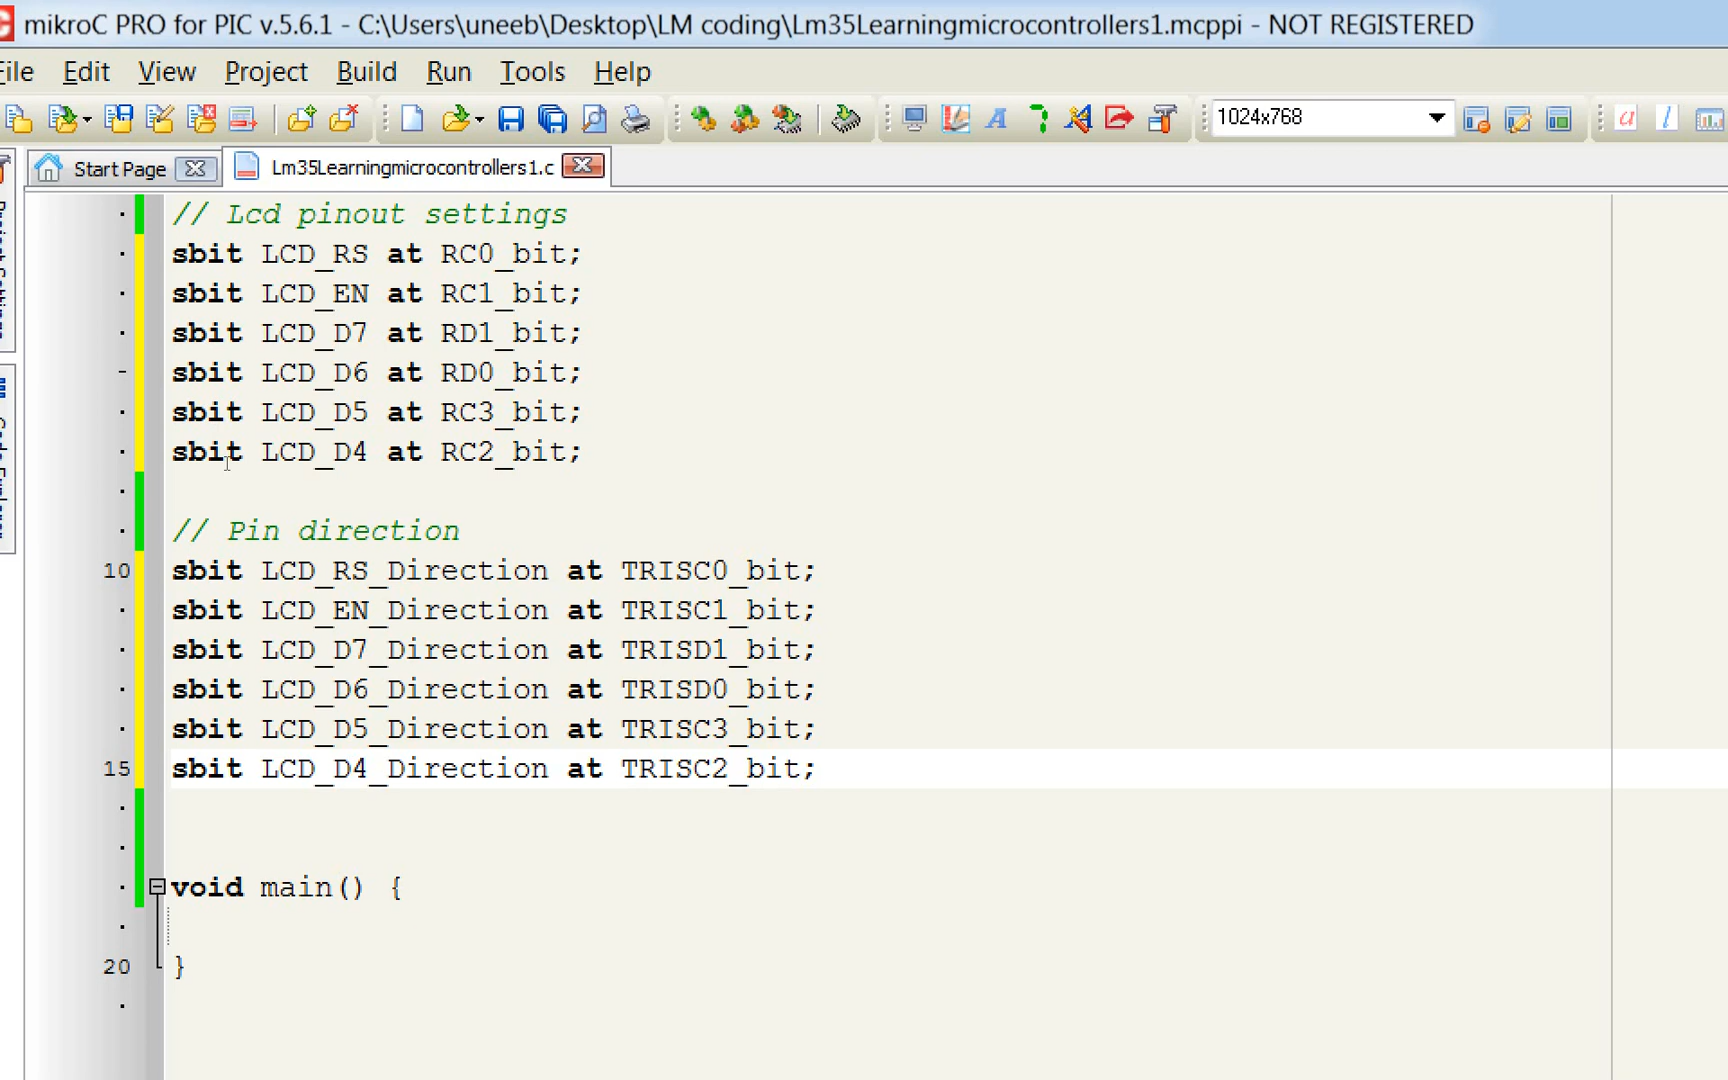 mikroC PRO for PIC v.5.6.1 - C:\Users\uneeb\Desktop\LM coding\Lm35Learningmicrocontrollers1.mcppi - NOT REGISTERED
File Edit View Project Build Run Tools Help
1024x768
Start Page Lm35Learningmicrocontrollers1.c
// Lcd pinout settings
sbit LCD_RS at RC0_bit;
sbit LCD_EN at RC1_bit;
sbit LCD_D7 at RD1_bit;
sbit LCD_D6 at RD0_bit;
sbit LCD_D5 at RC3_bit;
sbit LCD_D4 at RC2_bit;
// Pin direction
10 sbit LCD_RS_Direction at TRISC0_bit;
sbit LCD_EN_Direction at TRISC1_bit;
sbit LCD_D7_Direction at TRISD1_bit;
sbit LCD_D6_Direction at TRISD0_bit;
sbit LCD_D5_Direction at TRISC3_bit;
15 sbit LCD_D4_Direction at TRISC2_bit;
void main() {
20 }